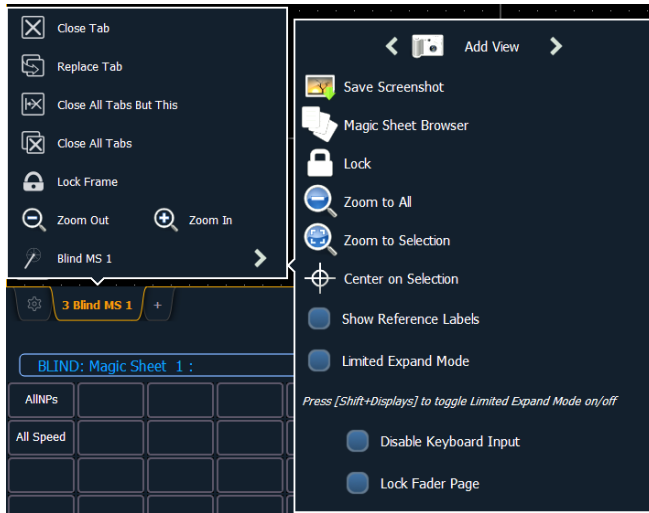 Close Tab
Replace Tab
Close All Tabs But This
Close All Tabs
Lock Frame
Zoom Out Zoom In
Blind MS 1
3 Blind MS 1 +
BLIND: Magic Sheet 1 :
AllNPs
All Speed
Add View
Save Screenshot
Magic Sheet Browser
Lock
Zoom to All
Zoom to Selection
Center on Selection
Show Reference Labels
Limited Expand Mode
Press [Shift+Displays] to toggle Limited Expand Mode on/off
Disable Keyboard Input
Lock Fader Page